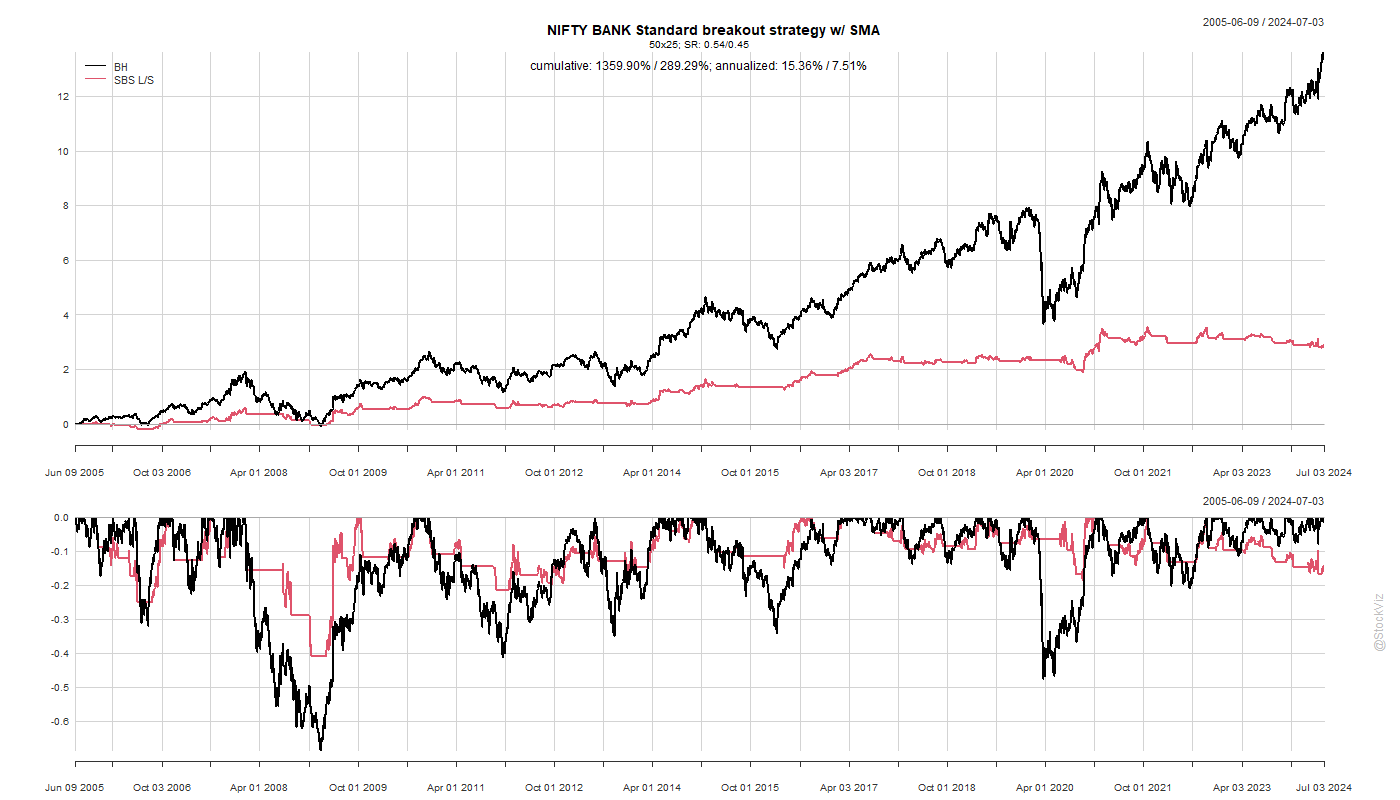 2005-06-09 / 2024-07-03
NIFTY BANK Standard breakout strategy w/ SMA
50x25; SR: 0.54/0.45
cumulative: 1359.90% / 289.29%; annualized: 15.36% / 7.51%
BH
SBS L/S
12
10
8
6
4
2
0
Jun 09 2005 Oct 03 2006 Apr 01 2008 Oct 01 2009 Apr 01 2011 Oct 01 2012 Apr 01 2014 Oct 01 2015 Apr 03 2017 Oct 01 2018 Apr 01 2020 Oct 01 2021 Apr 03 2023 Jul 03 2024
2005-06-09 / 2024-07-03
0.0
-0.1
-0.2
-0.3
-0.4
-0.5
-0.6
Jun 09 2005 Oct 03 2006 Apr 01 2008 Oct 01 2009 Apr 01 2011 Oct 01 2012 Apr 01 2014 Oct 01 2015 Apr 03 2017 Oct 01 2018 Apr 01 2020 Oct 01 2021 Apr 03 2023 Jul 03 2024
@StockViz